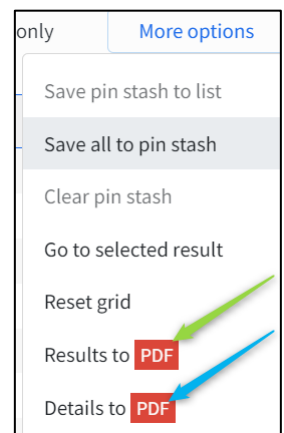 only More options
Save pin stash to list
Save all to pin stash
Clear pin stash
Go to selected result
Reset grid
Results to PDF
Details to PDF